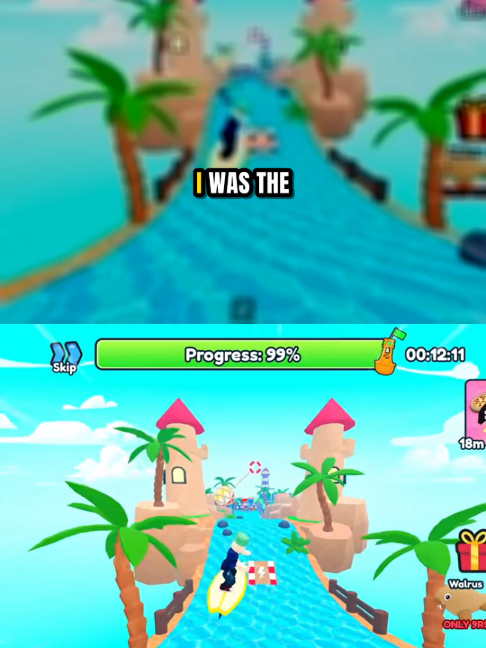 I WAS THE
Progress: 99%
00:12:11
Skip
18m
Walrus
ONLY 9R